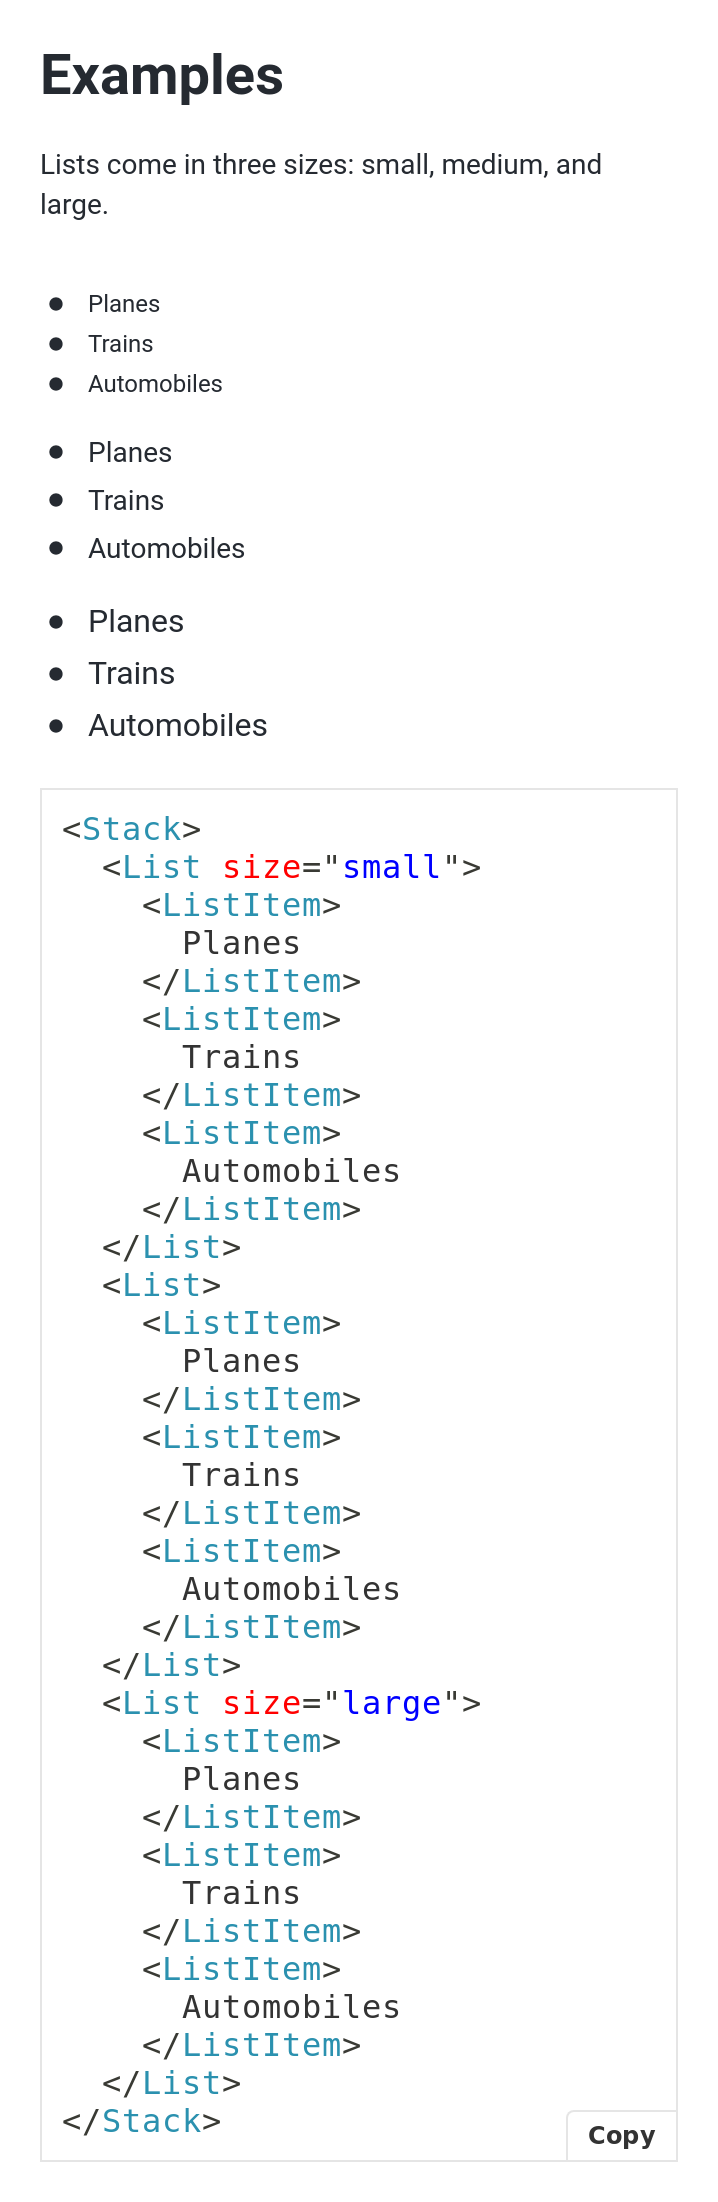 Examples
Lists come in three sizes: small, medium, and
large.
Planes
Trains
Automobiles
Planes
Trains
Automobiles
Planes
Trains
Automobiles
<Stack>
  <List size="small">
    <ListItem>
      Planes
    </ListItem>
    <ListItem>
      Trains
    </ListItem>
    <ListItem>
      Automobiles
    </ListItem>
  </List>
  <List>
    <ListItem>
      Planes
    </ListItem>
    <ListItem>
      Trains
    </ListItem>
    <ListItem>
      Automobiles
    </ListItem>
  </List>
  <List size="large">
    <ListItem>
      Planes
    </ListItem>
    <ListItem>
      Trains
    </ListItem>
    <ListItem>
      Automobiles
    </ListItem>
  </List>
</Stack>
Copy